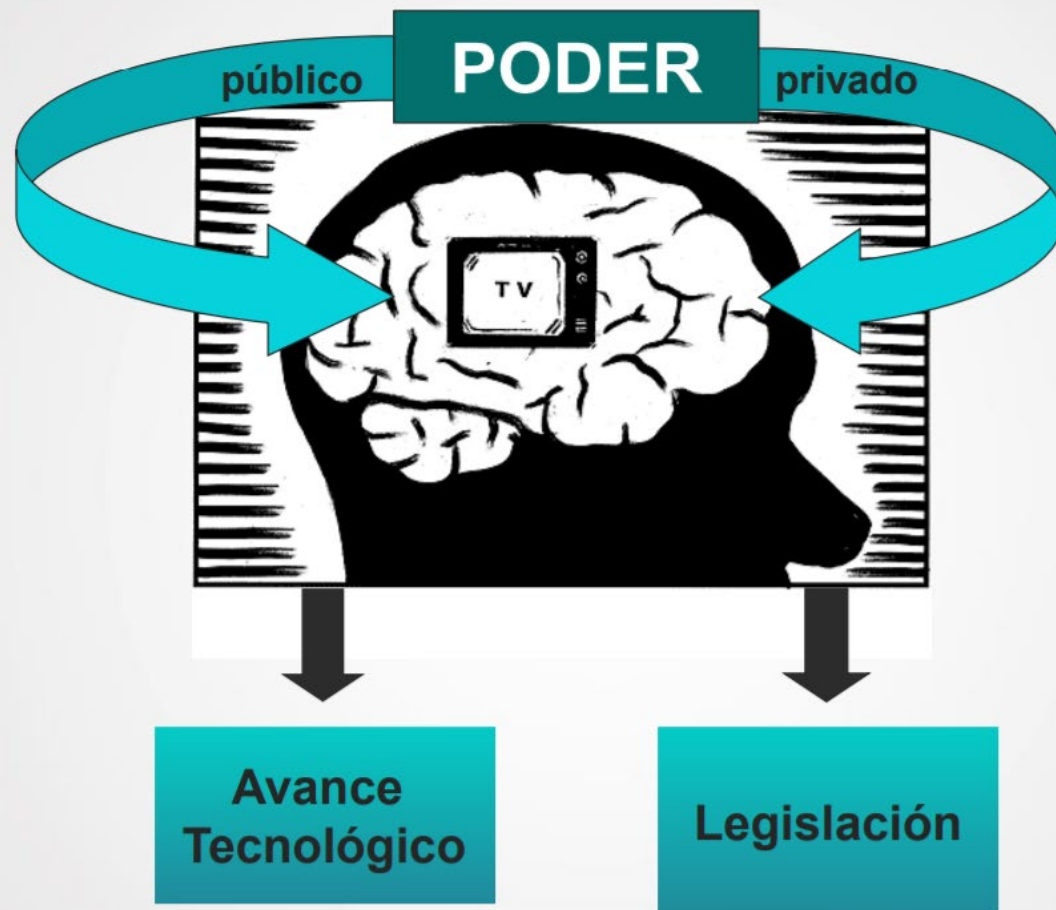 PODER
público
privado
TV
Avance
Tecnológico
Legislación